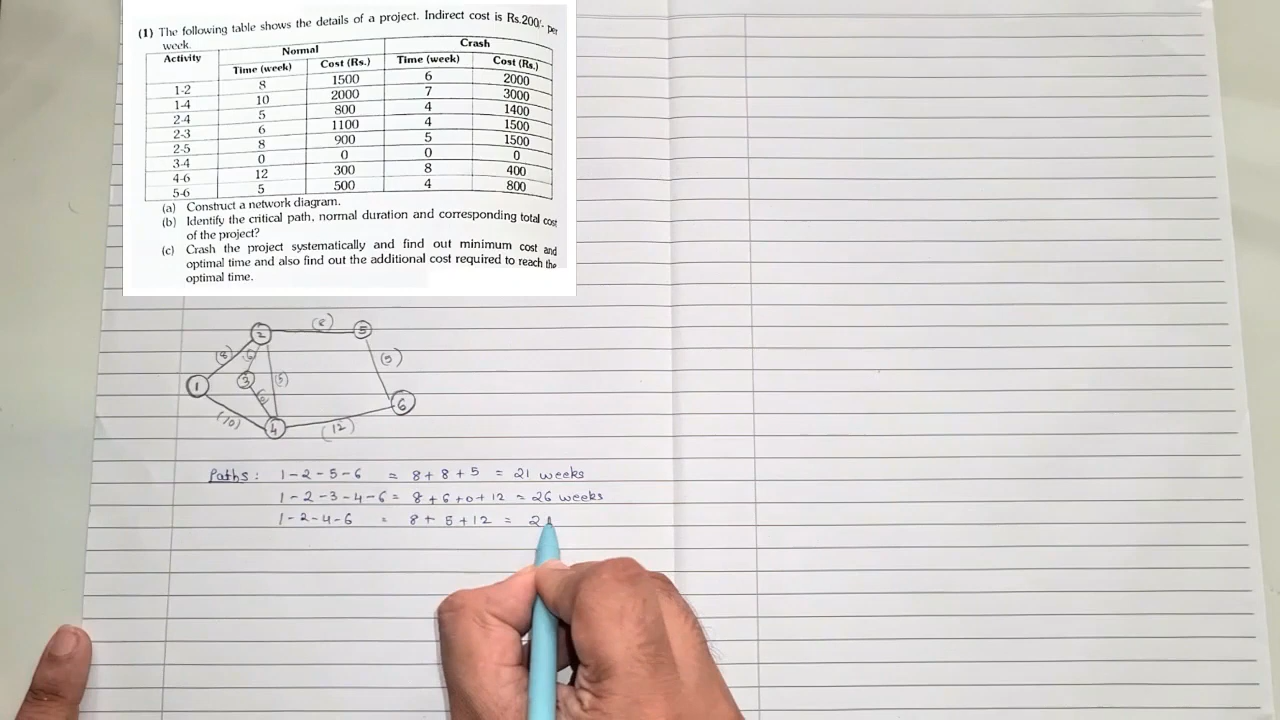 (1) The following table shows the details of a project. Indirect cost is Rs.200/- per
week.
Activity Normal Crash
Time (week) Cost (Rs.) Time (week) Cost (Rs.)
1-2 8 1500 6 2000
1-4 10 2000 7 3000
2-4 5 800 4 1400
2-3 6 1100 4 1500
2-5 8 900 5 1500
3-4 0 0 0 0
4-6 12 300 8 400
5-6 5 500 4 800
(a) Construct a network diagram.
(b) Identify the critical path, normal duration and corresponding total cost
of the project?
(c) Crash the project systematically and find out minimum cost and
optimal time and also find out the additional cost required to reach the
optimal time.
2 (8) 5
(8) (6) (5) (5)
1 3 (0) 6
(10) 4 (12)
Paths : 1-2-5-6 = 8+8+5 = 21 weeks
1-2-3-4-6 = 8+6+0+12 = 26 weeks
1-2-4-6 = 8+5+12 = 2